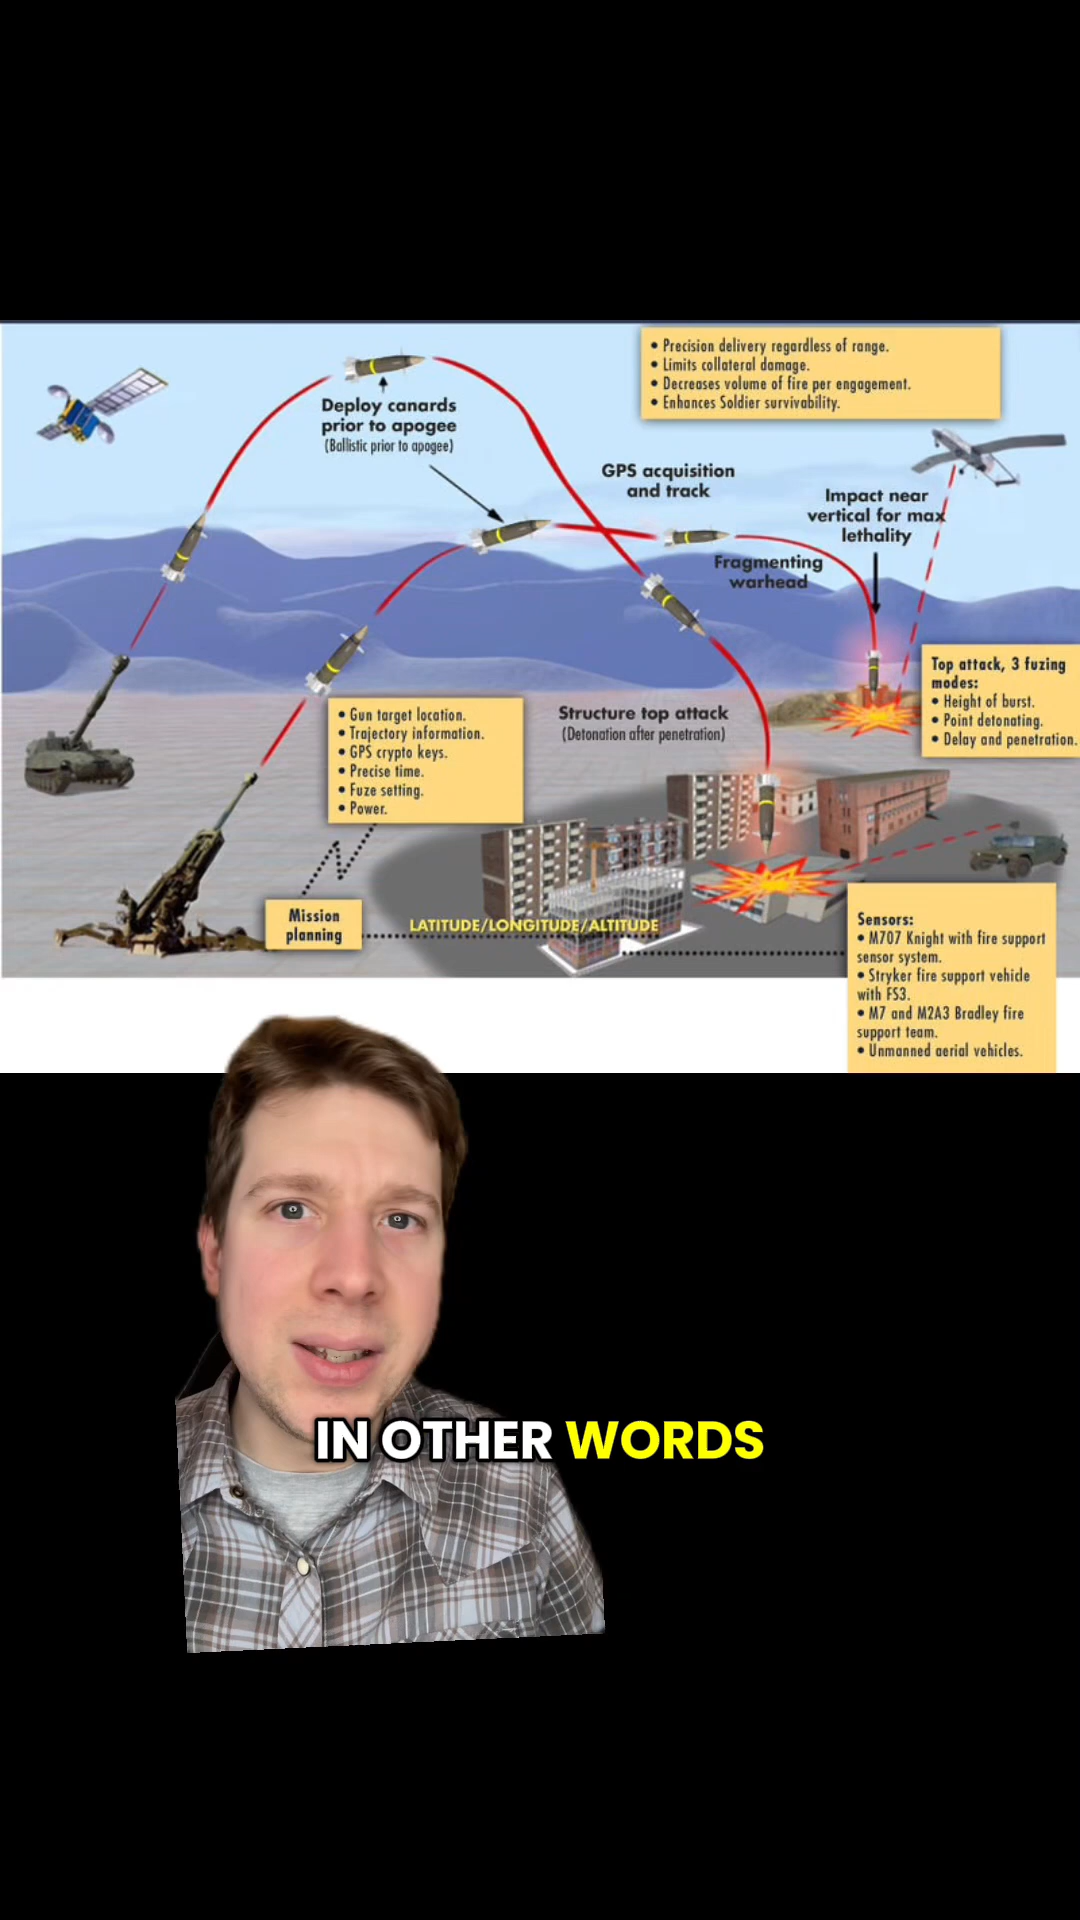 • Precision delivery regardless of range.
• Limits collateral damage.
• Decreases volume of fire per engagement.
• Enhances Soldier survivability.
Deploy canards
prior to apogee
(Ballistic prior to apogee)
GPS acquisition
and track
Impact near
vertical for max
lethality
Fragmenting
warhead
Top attack, 3 fuzing
modes:
• Height of burst.
• Point detonating.
• Delay and penetration.
• Gun target location.
• Trajectory information.
• GPS crypto keys.
• Precise time.
• Fuze setting.
• Power.
Structure top attack
(Detonation after penetration)
Mission
planning
LATITUDE/LONGITUDE/ALTITUDE
Sensors:
• M707 Knight with fire support
sensor system.
• Stryker fire support vehicle
with FS3.
• M7 and M2A3 Bradley fire
support team.
• Unmanned aerial vehicles.
IN OTHER WORDS